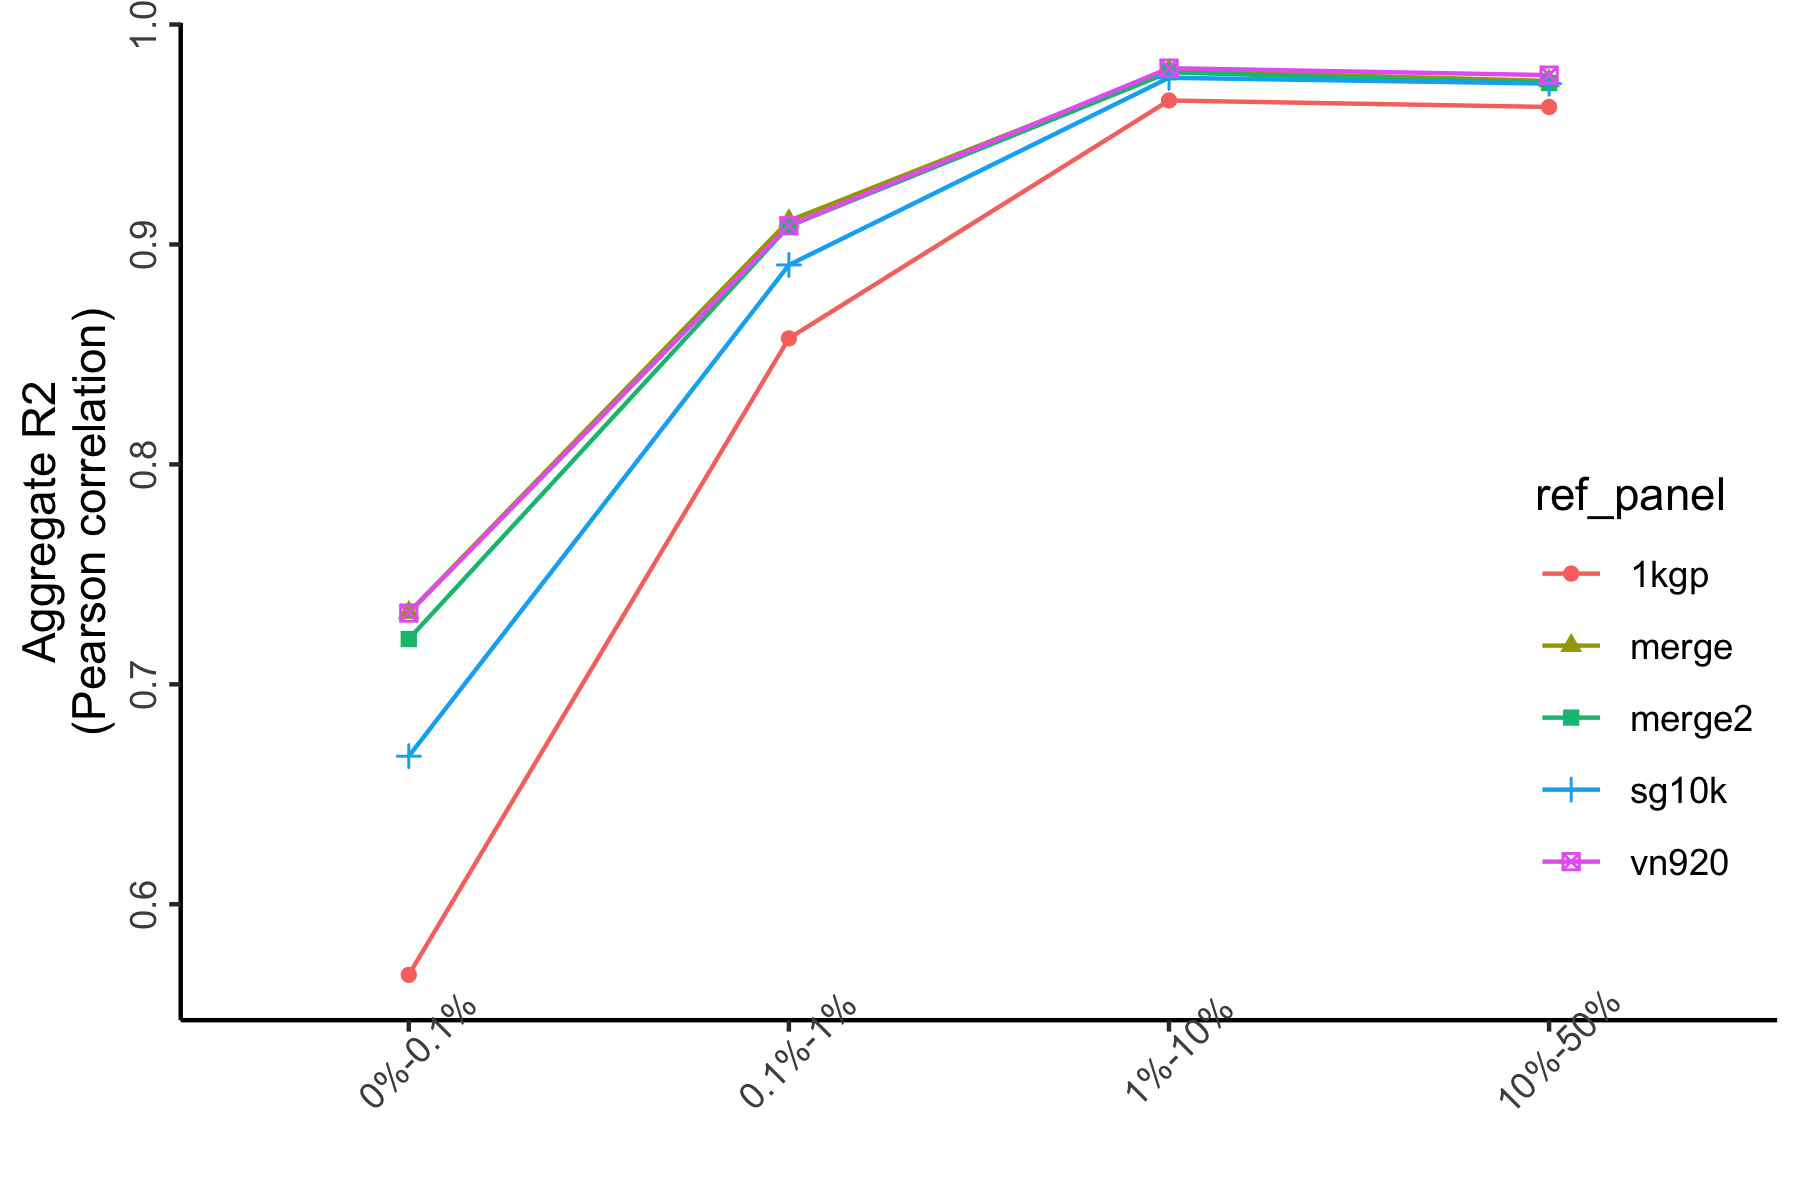 Aggregate R2
(Pearson correlation)
1.0
0.9
0.8
0.7
0.6
0%-0.1%
0.1%-1%
1%-10%
10%-50%
ref_panel
1kgp
merge
merge2
sg10k
vn920